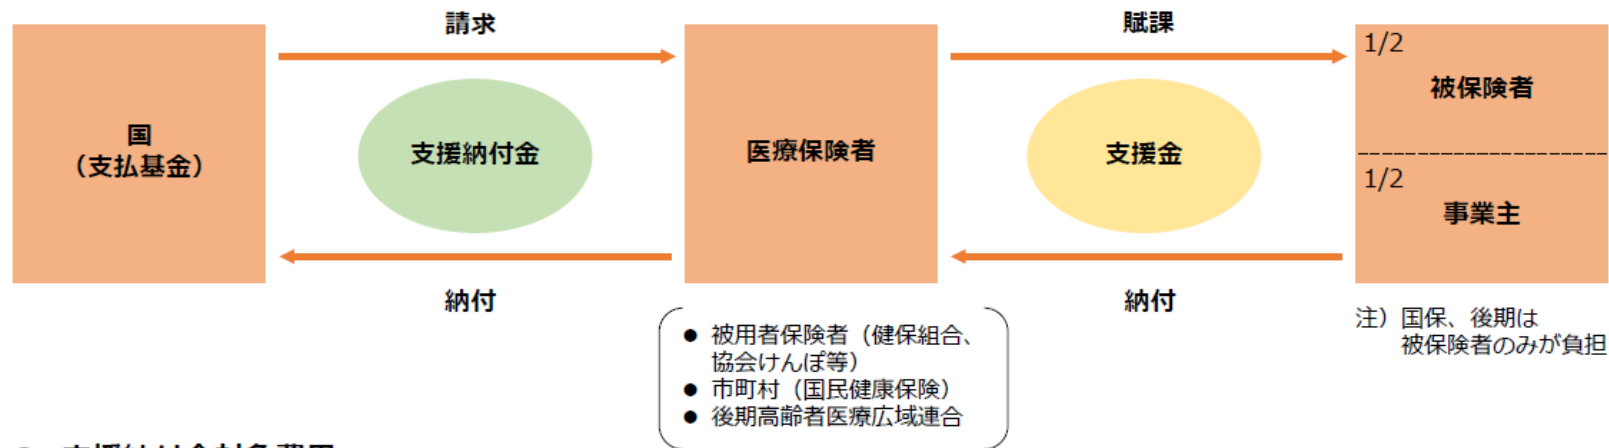 請求
賦課
国
（支払基金）
支援納付金
医療保険者
支援金
1/2
被保険者
1/2
事業主
納付
納付
● 被用者保険者（健保組合、
協会けんぽ等）
● 市町村（国民健康保険）
● 後期高齢者医療広域連合
注）国保、後期は
被保険者のみが負担